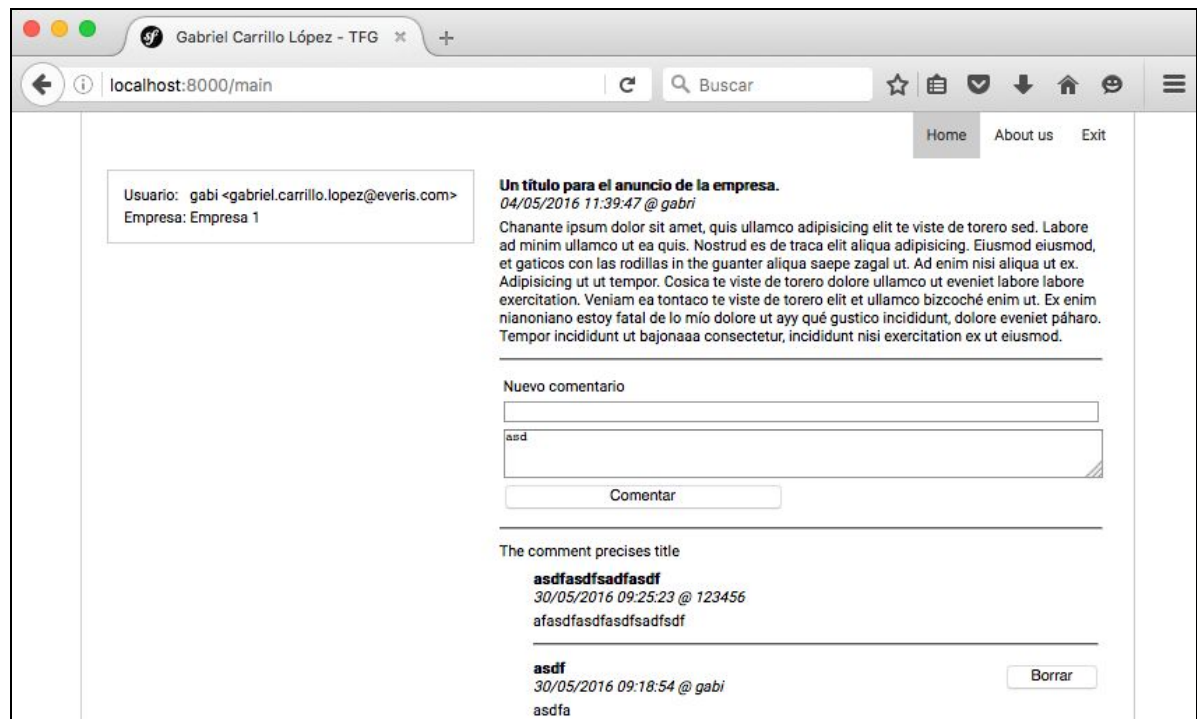 Gabriel Carrillo López - TFG
localhost:8000/main
Buscar
Home About us Exit
Usuario: gabi <gabriel.carrillo.lopez@everis.com>
Empresa: Empresa 1
Un título para el anuncio de la empresa.
04/05/2016 11:39:47 @ gabri
Chanante ipsum dolor sit amet, quis ullamco adipisicing elit te viste de torero sed. Labore
ad minim ullamco ut ea quis. Nostrud es de traca elit aliqua adipisicing. Eiusmod eiusmod,
et gaticos con las rodillas in the guanter aliqua saepe zagal ut. Ad enim nisi aliqua ut ex.
Adipisicing ut ut tempor. Cosica te viste de torero dolore ullamco ut eveniet labore labore
exercitation. Veniam ea tontaco te viste de torero elit et ullamco bizcoché enim ut. Ex enim
nianoniano estoy fatal de lo mío dolore ut ayy qué gustico incididunt, dolore eveniet páharo.
Tempor incididunt ut bajonaaa consectetur, incididunt nisi exercitation ex ut eiusmod.
Nuevo comentario
asd
Comentar
The comment precises title
asdfasdfsadfasdf
30/05/2016 09:25:23 @ 123456
afasdfasdfasdfsadfsdf
asdf
Borrar
30/05/2016 09:18:54 @ gabi
asdfa